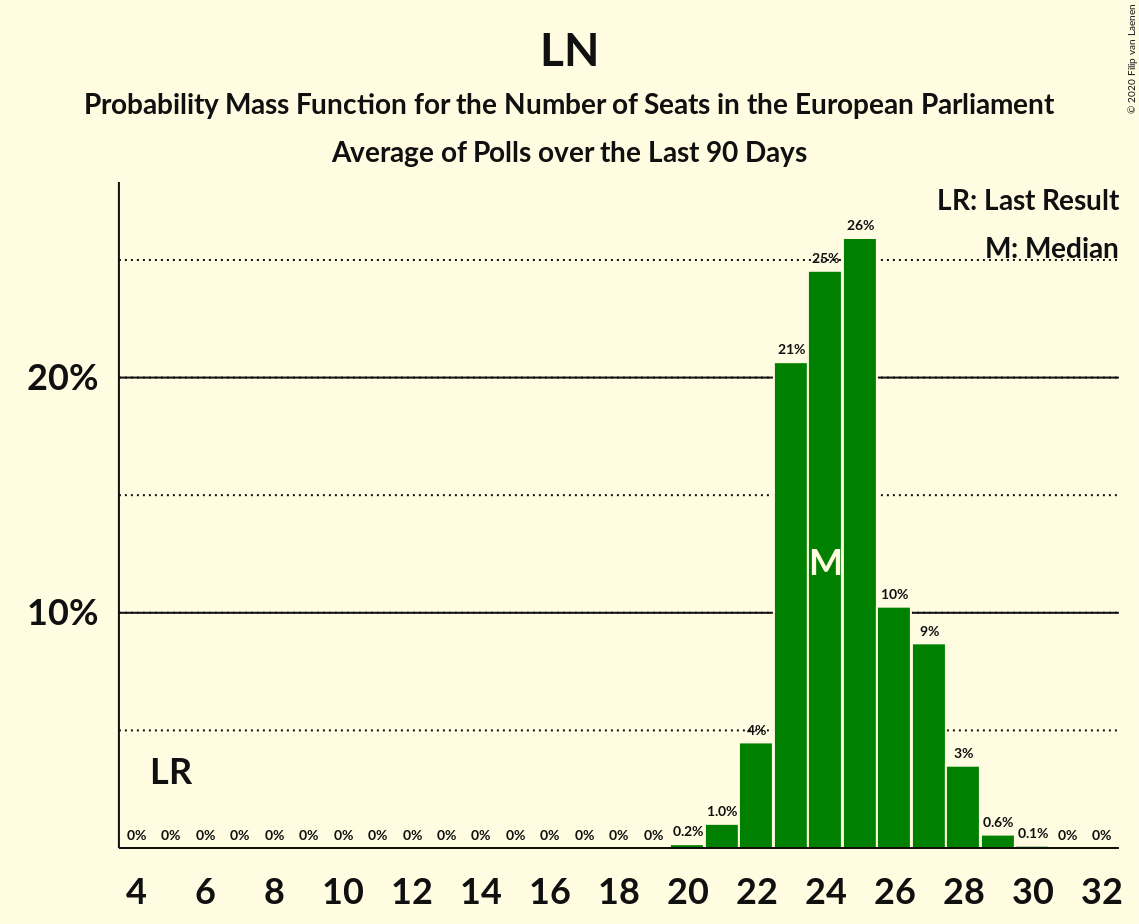 LN
Probability Mass Function for the Number of Seats in the European Parliament
Average of Polls over the Last 90 Days
© 2020 Filip van Laenen
LR: Last Result
M: Median
26%
25%
21%
20%
M
10%
10%
9%
4%
3%
LR
0% 0% 0% 0% 0% 0% 0% 0% 0% 0% 0% 0% 0% 0% 0% 0% 0.2% 1.0% 0.6% 0.1% 0% 0%
4 6 8 10 12 14 16 18 20 22 24 26 28 30 32